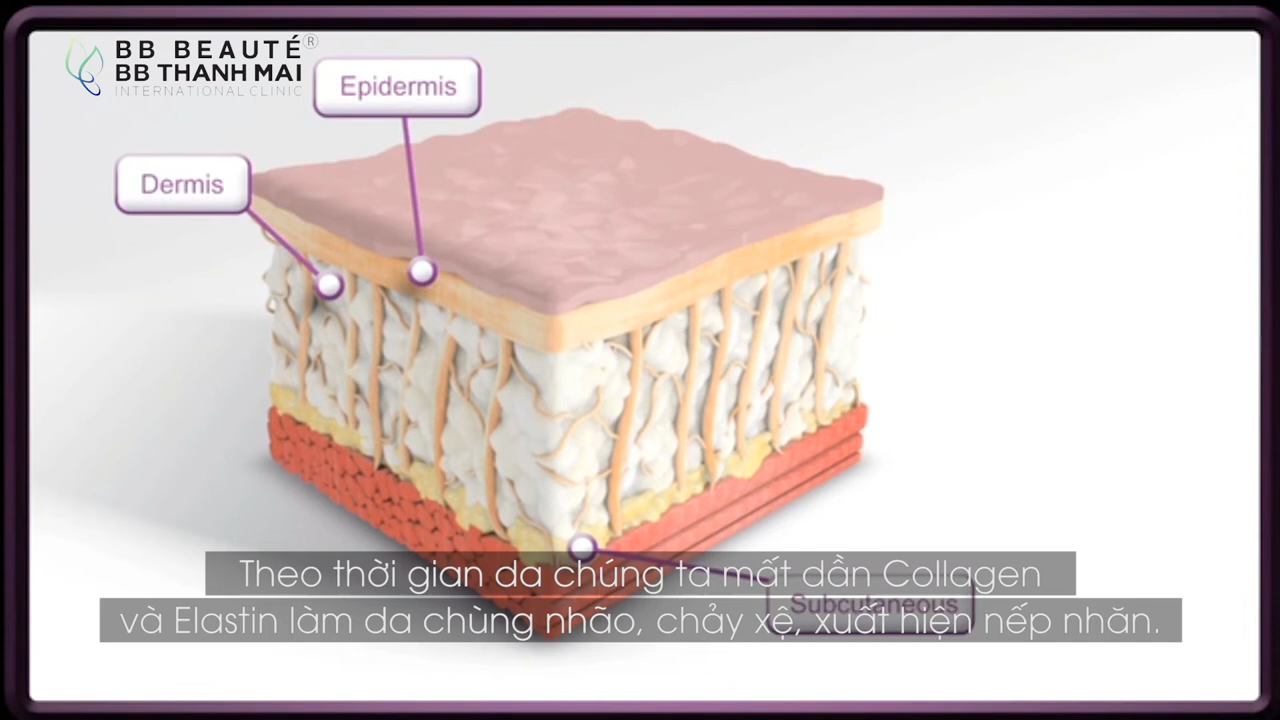 BB BEAUTÉ®
BB THANH MAI
INTERNATIONAL CLINIC
Epidermis
Dermis
Theo thời gian da chúng ta mất dần Collagen
Subcutaneous
và Elastin làm da chùng nhão, chảy xệ, xuất hiện nếp nhăn.